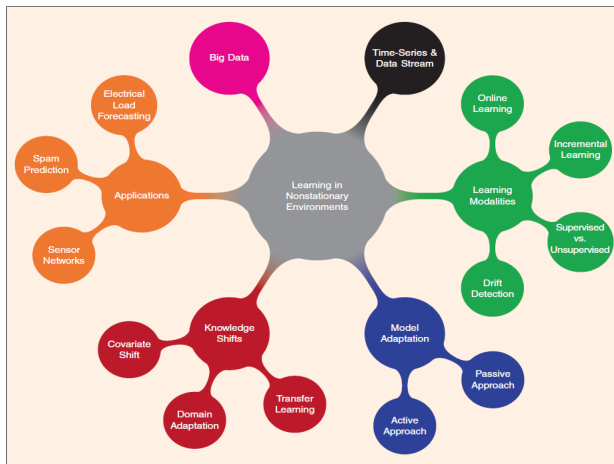 Big Data
Time-Series &
Data Stream
Electrical
Load
Forecasting
Online
Learning
Spam
Prediction
Incremental
Learning
Applications
Learning in
Nonstationary
Environments
Learning
Modalities
Sensor
Networks
Supervised
vs.
Unsupervised
Drift
Detection
Knowledge
Shifts
Model
Adaptation
Covariate
Shift
Passive
Approach
Transfer
Learning
Domain
Adaptation
Active
Approach